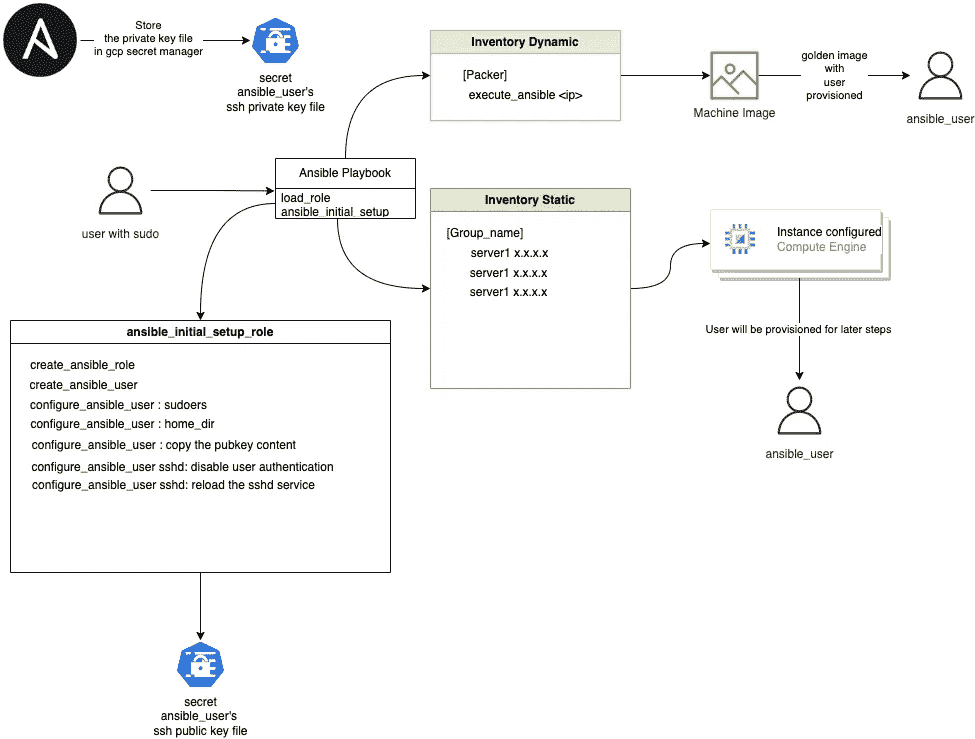 Store
the private key file
in gcp secret manager
secret
ansible_user's
ssh private key file
Inventory Dynamic
[Packer]
execute_ansible <ip>
Machine Image
golden image
with
user
provisioned
ansible_user
user with sudo
Ansible Playbook
load_role
ansible_initial_setup
Inventory Static
[Group_name]
server1 x.x.x.x
server1 x.x.x.x
server1 x.x.x.x
Instance configured
Compute Engine
User will be provisioned for later steps
ansible_user
ansible_initial_setup_role
create_ansible_role
create_ansible_user
configure_ansible_user : sudoers
configure_ansible_user : home_dir
configure_ansible_user : copy the pubkey content
configure_ansible_user sshd: disable user authentication
configure_ansible_user sshd: reload the sshd service
secret
ansible_user's
ssh public key file